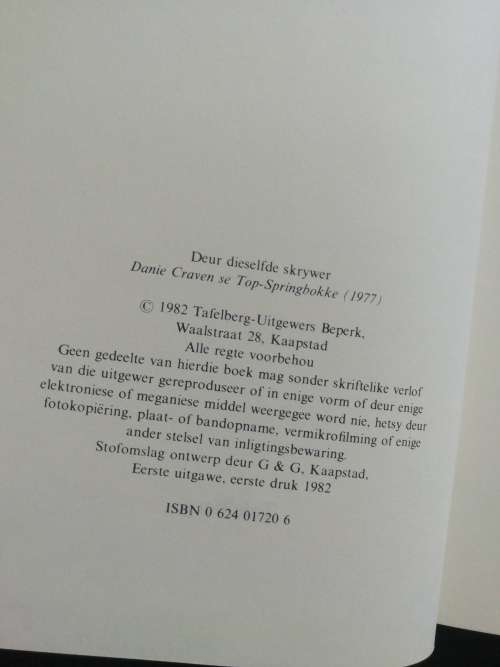 Deur dieselfde skrywer
Danie Craven se Top-Springbokke (1977)
© 1982 Tafelberg-Uitgewers Beperk,
Waalstraat 28, Kaapstad
Alle regte voorbehou
Geen gedeelte van hierdie boek mag sonder skriftelike verlof
van die uitgewer gereproduseer of in enige vorm of deur enige
elektroniese of meganiese middel weergegee word nie, hetsy deur
fotokopiëring, plaat- of bandopname, vermikrofilming of enige
ander stelsel van inligtingsbewaring.
Stofomslag ontwerp deur G & G, Kaapstad,
Eerste uitgawe, eerste druk 1982
ISBN 0 624 01720 6